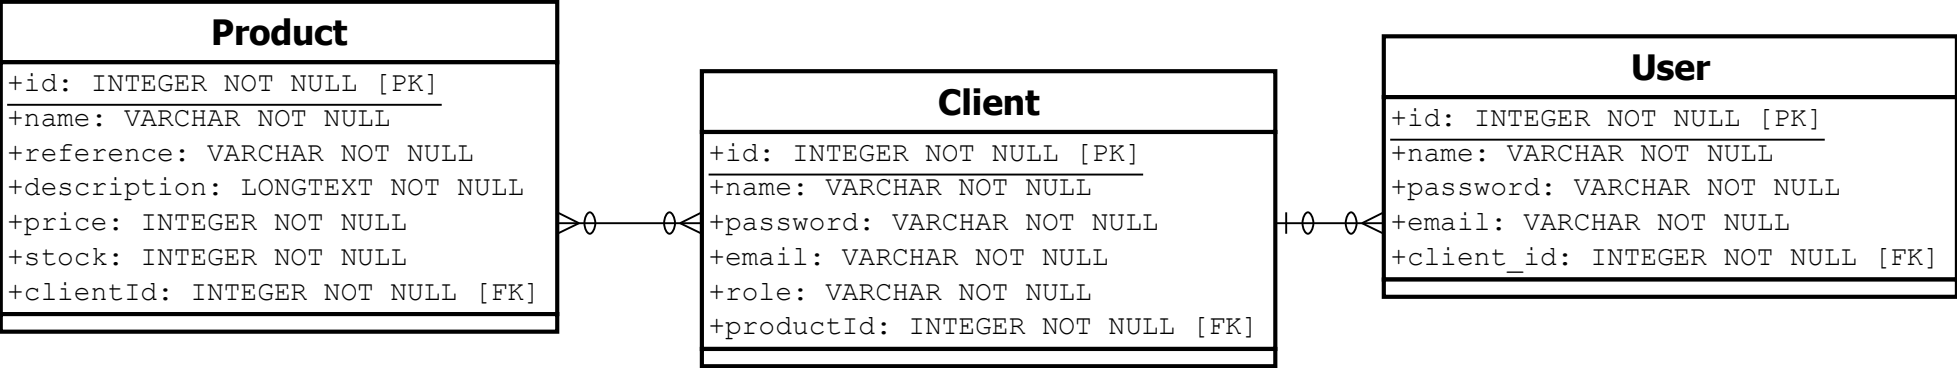 Product
+id: INTEGER NOT NULL [PK]
+name: VARCHAR NOT NULL
+reference: VARCHAR NOT NULL
+description: LONGTEXT NOT NULL
+price: INTEGER NOT NULL
+stock: INTEGER NOT NULL
+clientId: INTEGER NOT NULL [FK]
Client
+id: INTEGER NOT NULL [PK]
+name: VARCHAR NOT NULL
+password: VARCHAR NOT NULL
+email: VARCHAR NOT NULL
+role: VARCHAR NOT NULL
+productId: INTEGER NOT NULL [FK]
User
+id: INTEGER NOT NULL [PK]
+name: VARCHAR NOT NULL
+password: VARCHAR NOT NULL
+email: VARCHAR NOT NULL
+client_id: INTEGER NOT NULL [FK]